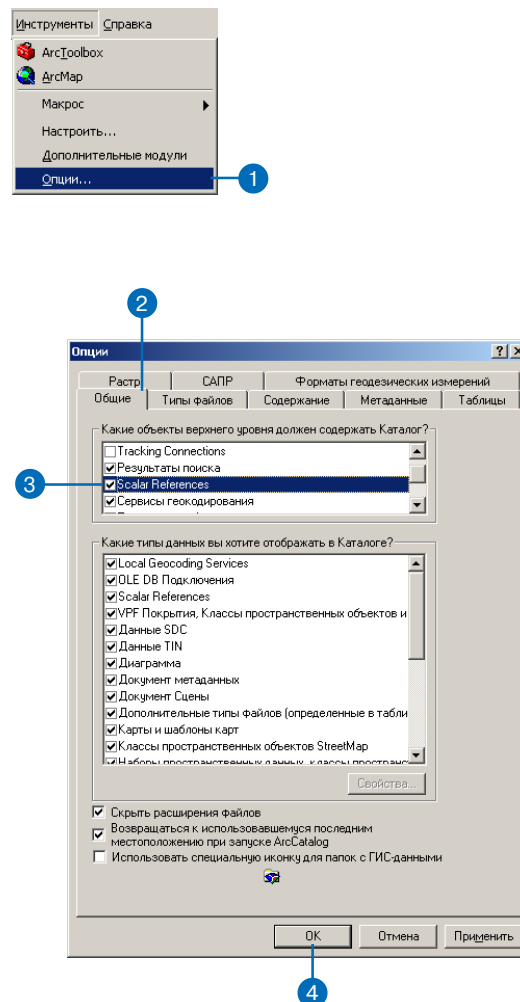 Инструменты Справка
ArcToolbox
ArcMap
Макрос
Настроить...
Дополнительные модули
Опции...
1
2
Опции
Растр САПР Форматы геодезических измерений
Общие Типы файлов Содержание Метаданные Таблицы
Какие объекты верхнего уровня должен содержать Каталог?
Tracking Connections
Результаты поиска
3
Scalar References
Сервисы геокодирования
Какие типы данных вы хотите отображать в Каталоге?
Local Geocoding Services
OLE DB Подключения
Scalar References
VPF Покрытия, Классы пространственных объектов и
Данные SDC
Данные TIN
Диаграмма
Документ метаданных
Документ Сцены
Дополнительные типы файлов (определенные в табли
Карты и шаблоны карт
Классы пространственных объектов StreetMap
Наборы пространственных данных, классы пространс
Свойства...
Скрыть расширения файлов
Возвращаться к использовавшемуся последним
местоположению при запуске ArcCatalog
Использовать специальную иконку для папок с ГИС-данными
OK Отмена Применить
4